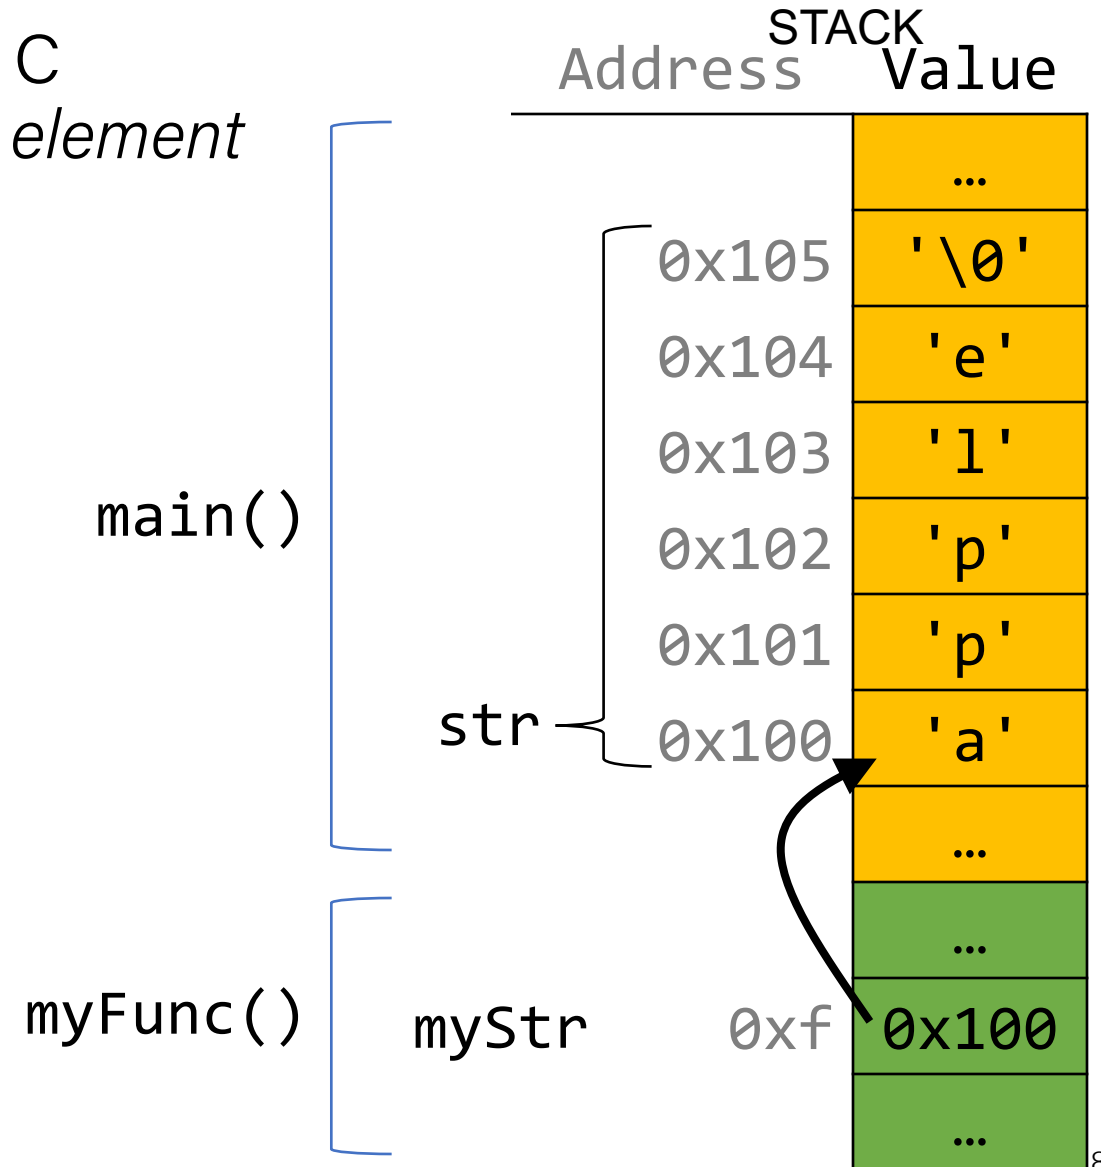 STACK
C
element
Address Value
…
0x105 '\0'
0x104 'e'
0x103 'l'
main()
0x102 'p'
0x101 'p'
str
0x100 'a'
…
…
myFunc()
myStr 0xf 0x100
…